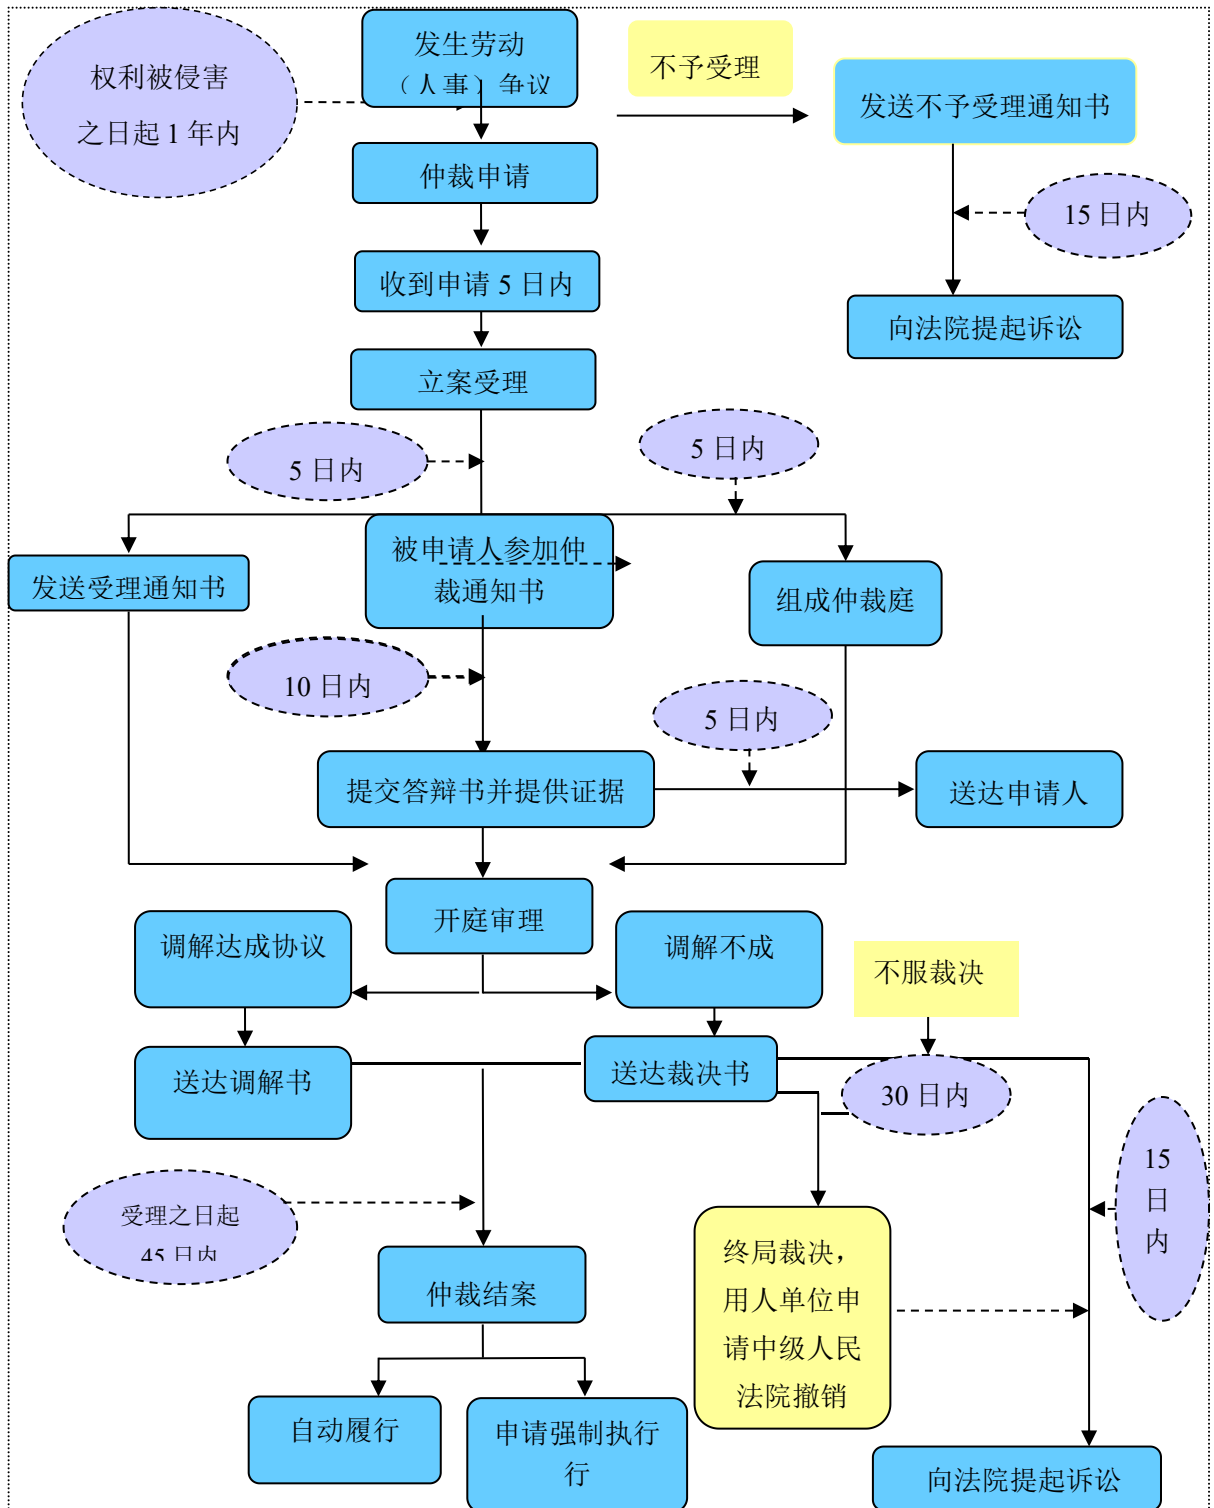 发生劳动
（人事）争议
不予受理
权利被侵害
之日起 1 年内
发送不予受理通知书
仲裁申请
15 日内
收到申请 5 日内
向法院提起诉讼
立案受理
5 日内
5 日内
被申请人参加仲
裁通知书
发送受理通知书
组成仲裁庭
10 日内
5 日内
提交答辩书并提供证据
送达申请人
开庭审理
调解达成协议
调解不成
不服裁决
送达调解书
送达裁决书
30 日内
15
日
内
受理之日起
45 日内
终局裁决，
用人单位申
请中级人民
法院撤销
仲裁结案
自动履行
申请强制执行
行
向法院提起诉讼